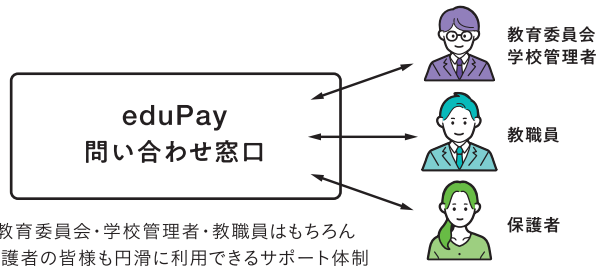 eduPay
問い合わせ窓口
教育委員会
学校管理者
教職員
保護者
教育委員会・学校管理者・教職員はもちろん
護者の皆様も円滑に利用できるサポート体制